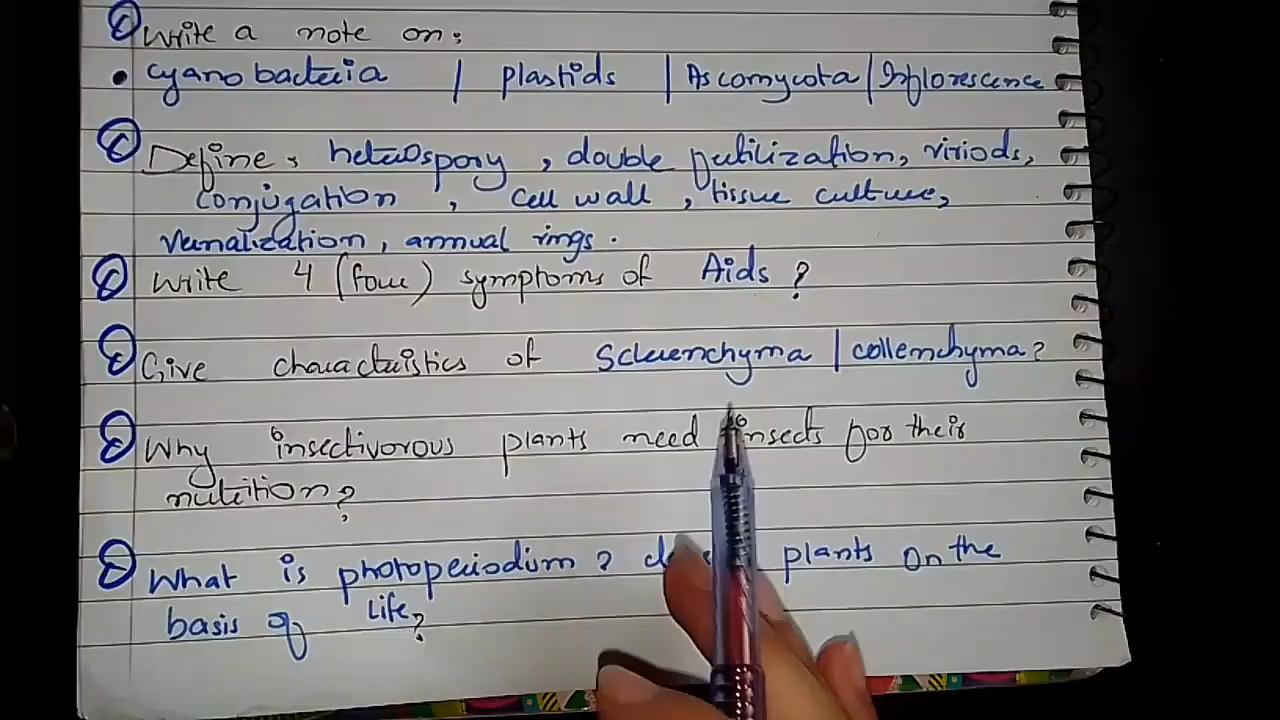 Write a note on:
• Cyanobacteria | Plastids | Ascomycota | Inflorescence
Define: heterospory, double fertilization, viriods,
conjugation, cell wall, tissue culture,
Vernalization, annual rings.
Write 4 (four) symptoms of Aids?
Give characteristics of Sclerenchyma | collenchyma?
Why insectivorous plants need insects for their
nutrition?
What is photoperiodism? plants on the
basis of Life?